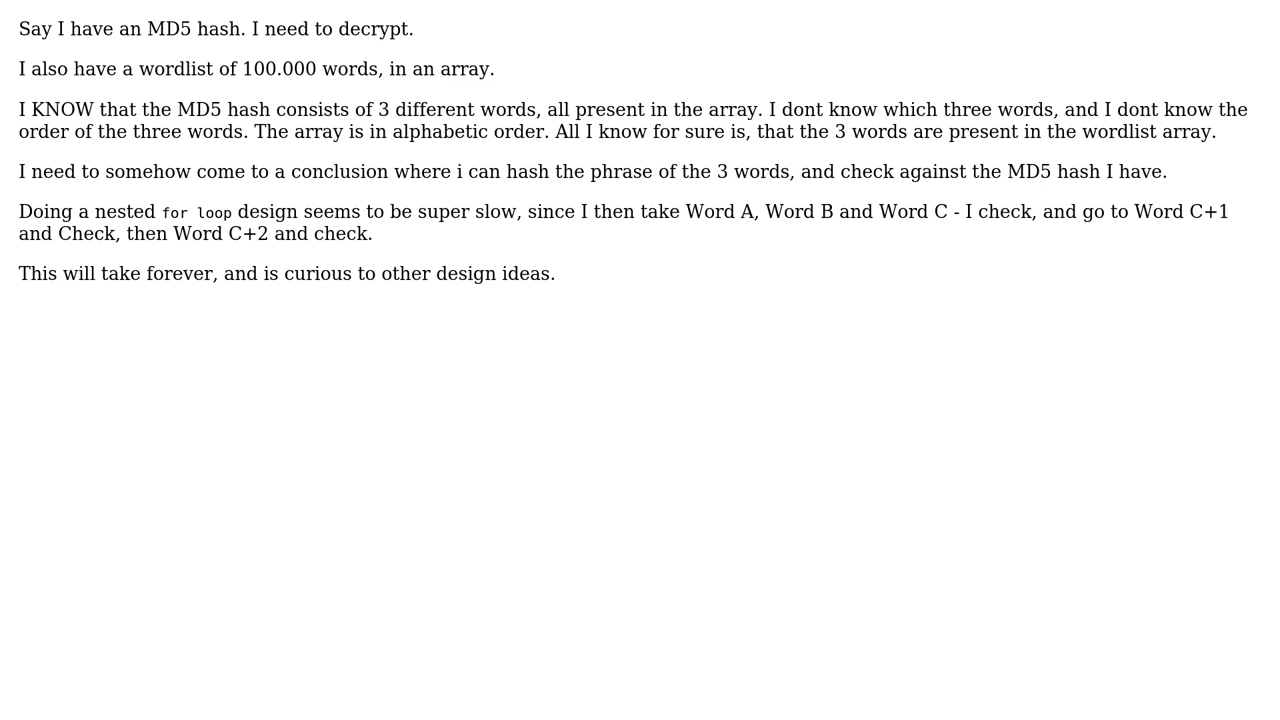 Say I have an MD5 hash. I need to decrypt.
I also have a wordlist of 100.000 words, in an array.
I KNOW that the MD5 hash consists of 3 different words, all present in the array. I dont know which three words, and I dont know the
order of the three words. The array is in alphabetic order. All I know for sure is, that the 3 words are present in the wordlist array.
I need to somehow come to a conclusion where i can hash the phrase of the 3 words, and check against the MD5 hash I have.
Doing a nested for loop design seems to be super slow, since I then take Word A, Word B and Word C - I check, and go to Word C+1
and Check, then Word C+2 and check.
This will take forever, and is curious to other design ideas.